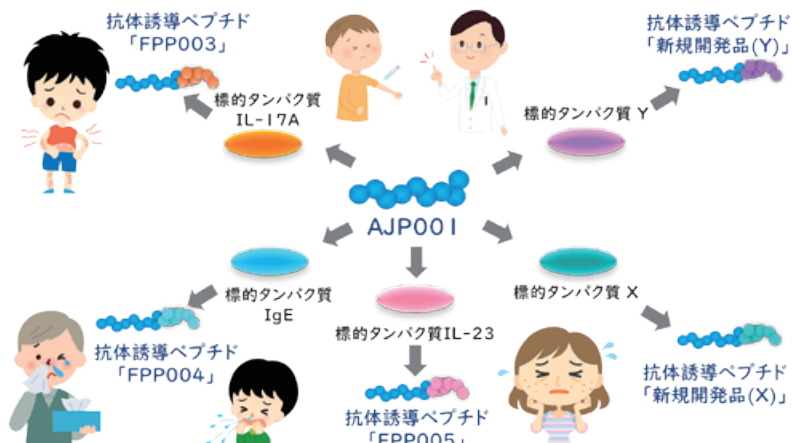 抗体誘導ペプチド
「FPP003」
標的タンパク質
IL-17A
抗体誘導ペプチド
「新規開発品(Y)」
標的タンパク質 Y
AJP001
標的タンパク質
IgE
抗体誘導ペプチド
「FPP004」
標的タンパク質IL-23
抗体誘導ペプチド
「FPP005」
標的タンパク質 X
抗体誘導ペプチド
「新規開発品(X)」